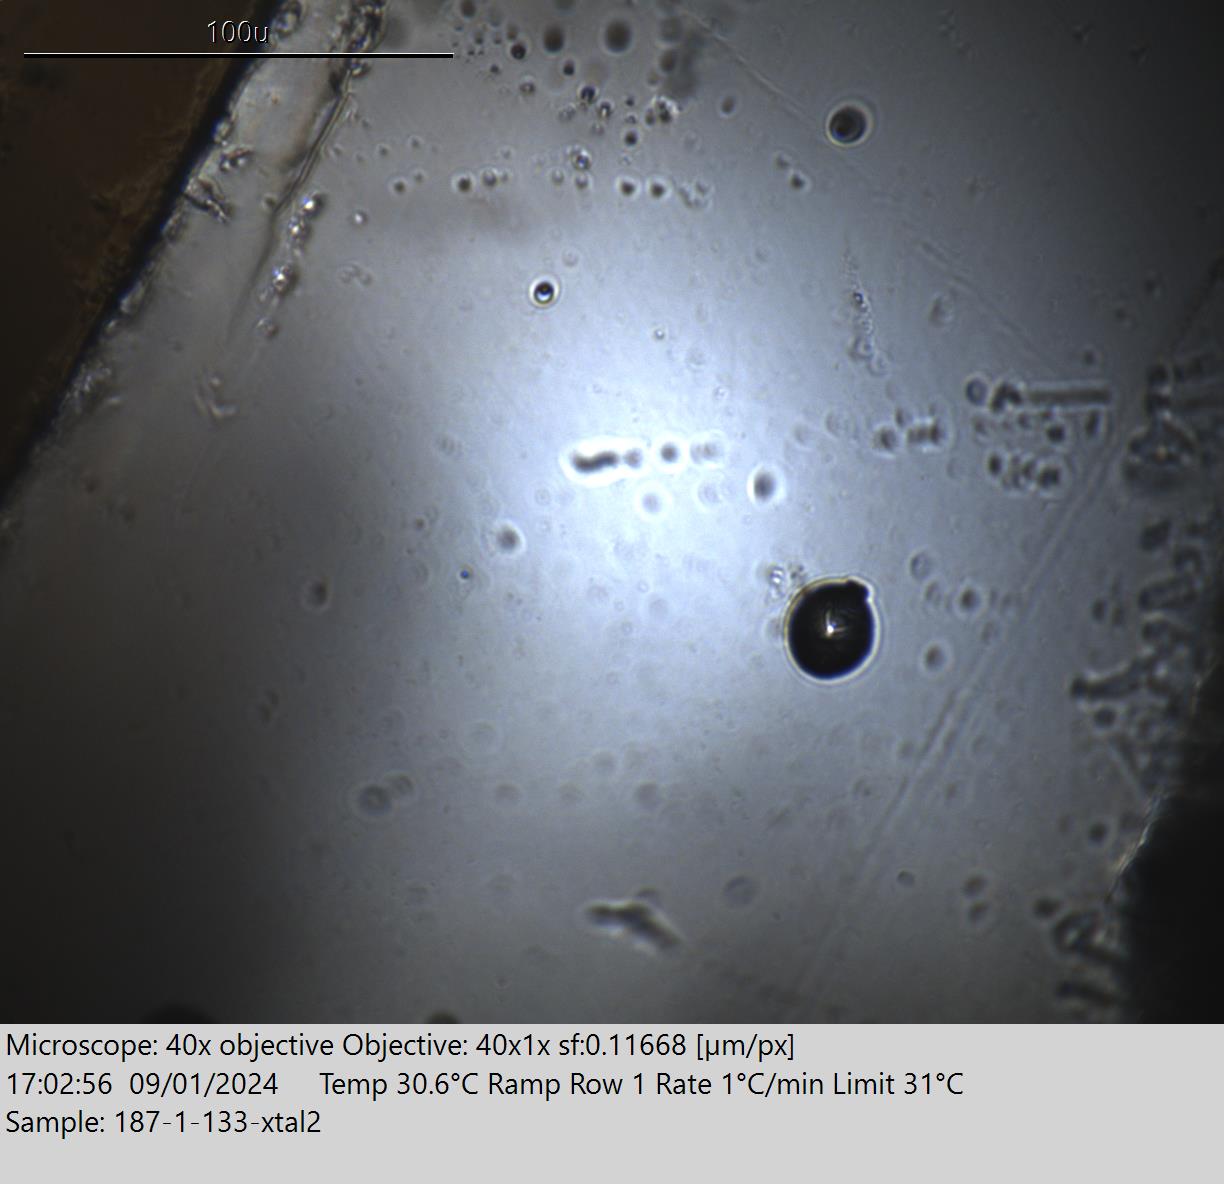 100u
Microscope: 40x objective Objective: 40x1x sf:0.11668 [µm/px]
17:02:56 09/01/2024 Temp 30.6°C Ramp Row 1 Rate 1°C/min Limit 31°C
Sample: 187-1-133-xtal2